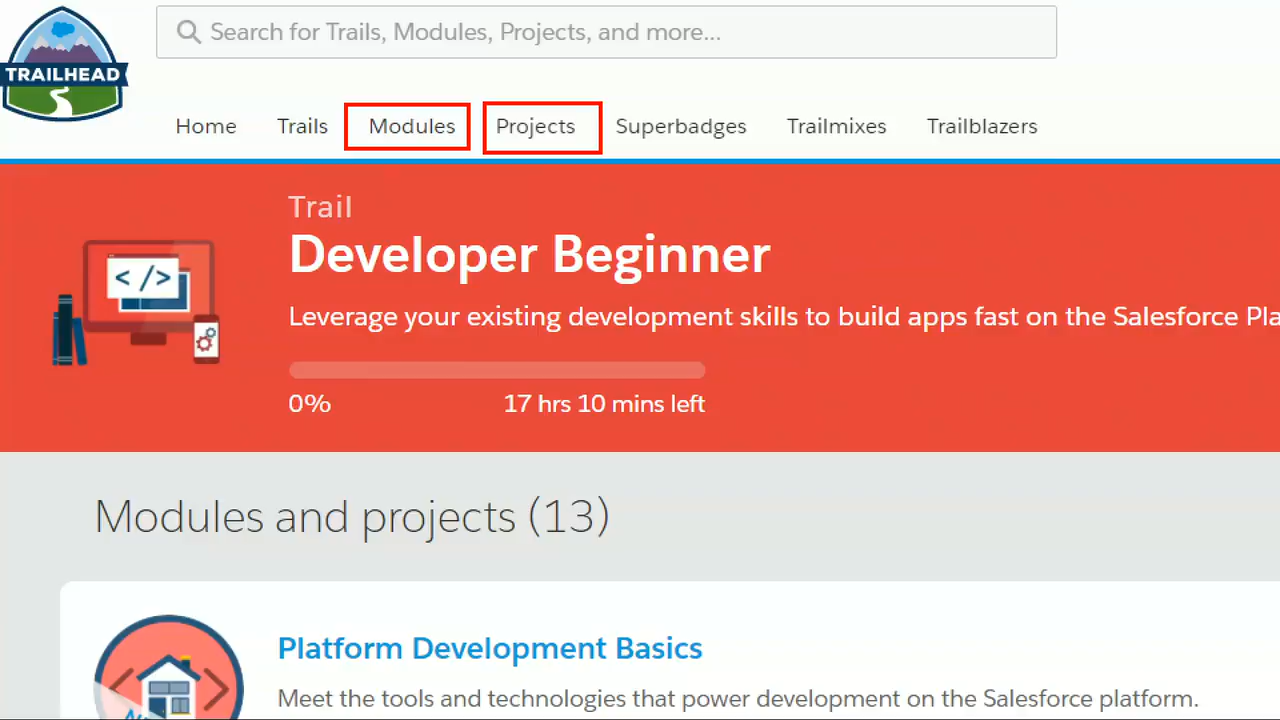 TRAILHEAD
Search for Trails, Modules, Projects, and more...
Home Trails Modules Projects Superbadges Trailmixes Trailblazers
Trail
Developer Beginner
Leverage your existing development skills to build apps fast on the Salesforce Pla
</>
0% 17 hrs 10 mins left
Modules and projects (13)
Platform Development Basics
Meet the tools and technologies that power development on the Salesforce platform.